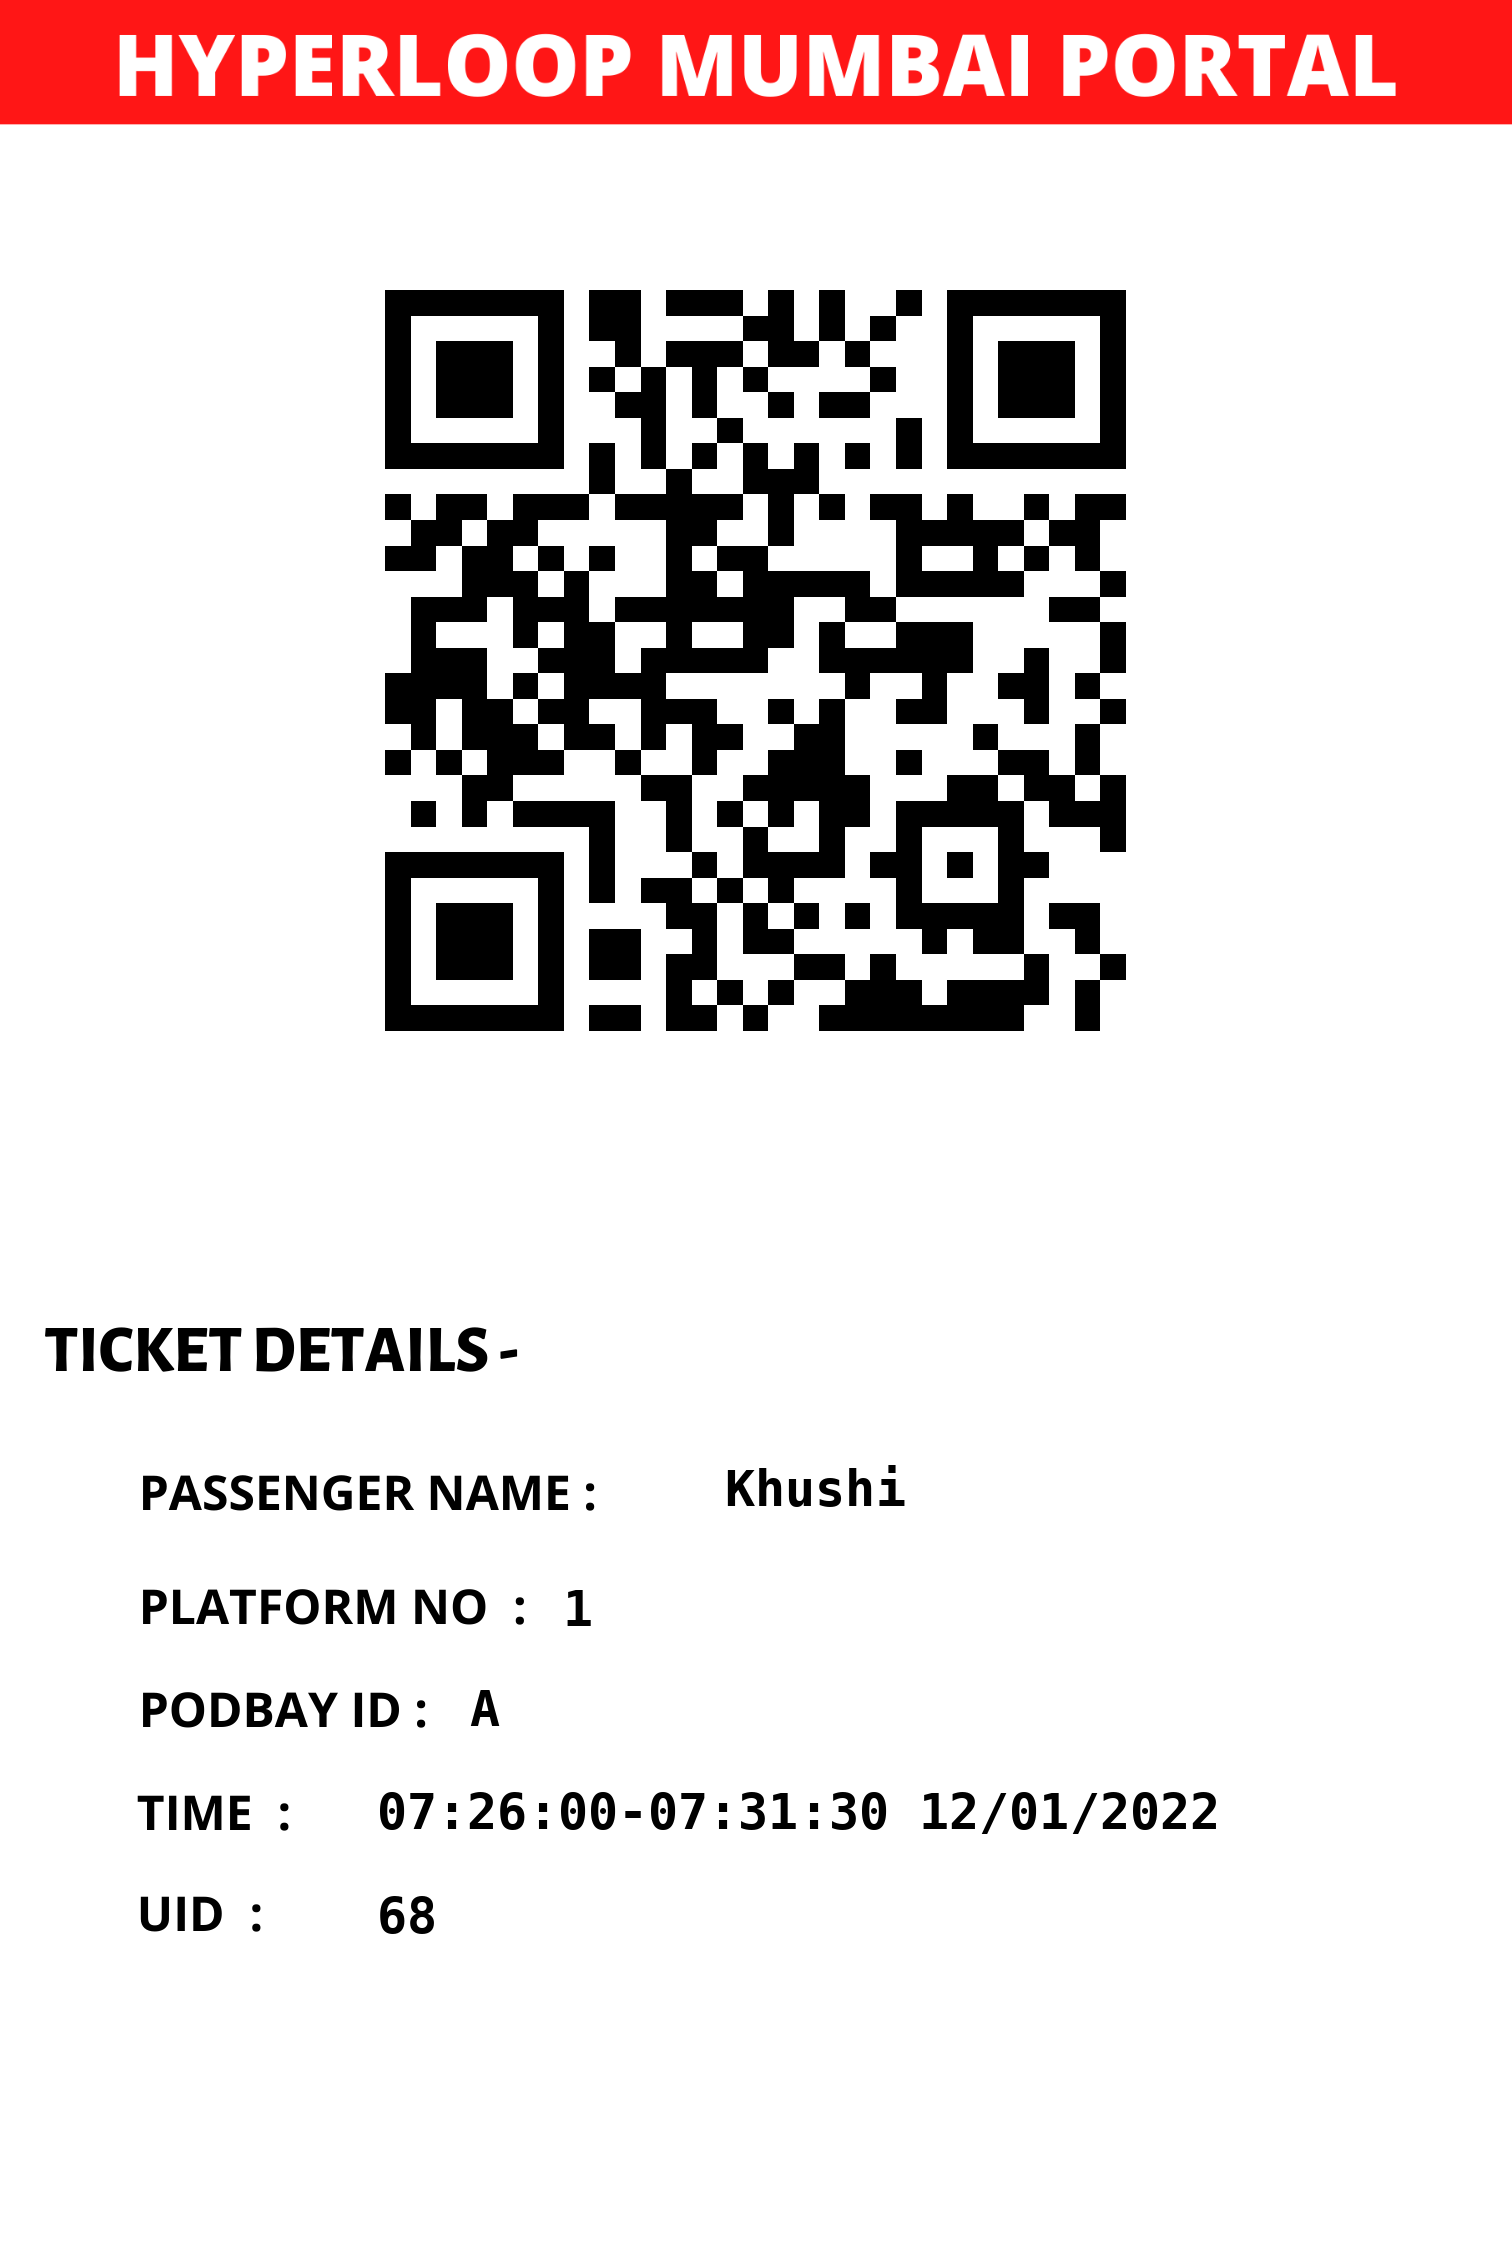 HYPERLOOP MUMBAI PORTAL
TICKET DETAILS -
PASSENGER NAME : Khushi
PLATFORM NO : 1
PODBAY ID : A
TIME : 07:26:00-07:31:30 12/01/2022
UID : 68